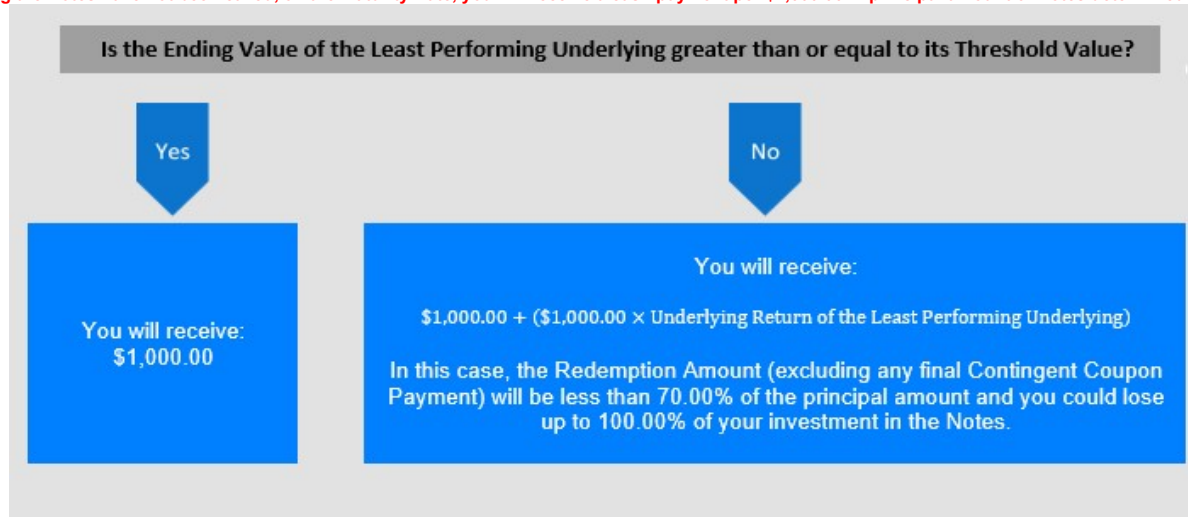 Is the Ending Value of the Least Performing Underlying greater than or equal to its Threshold Value?
Yes
No
You will receive:
$1,000.00
You will receive:
$1,000.00 + ($1,000.00 × Underlying Return of the Least Performing Underlying)
In this case, the Redemption Amount (excluding any final Contingent Coupon
Payment) will be less than 70.00% of the principal amount and you could lose
up to 100.00% of your investment in the Notes.